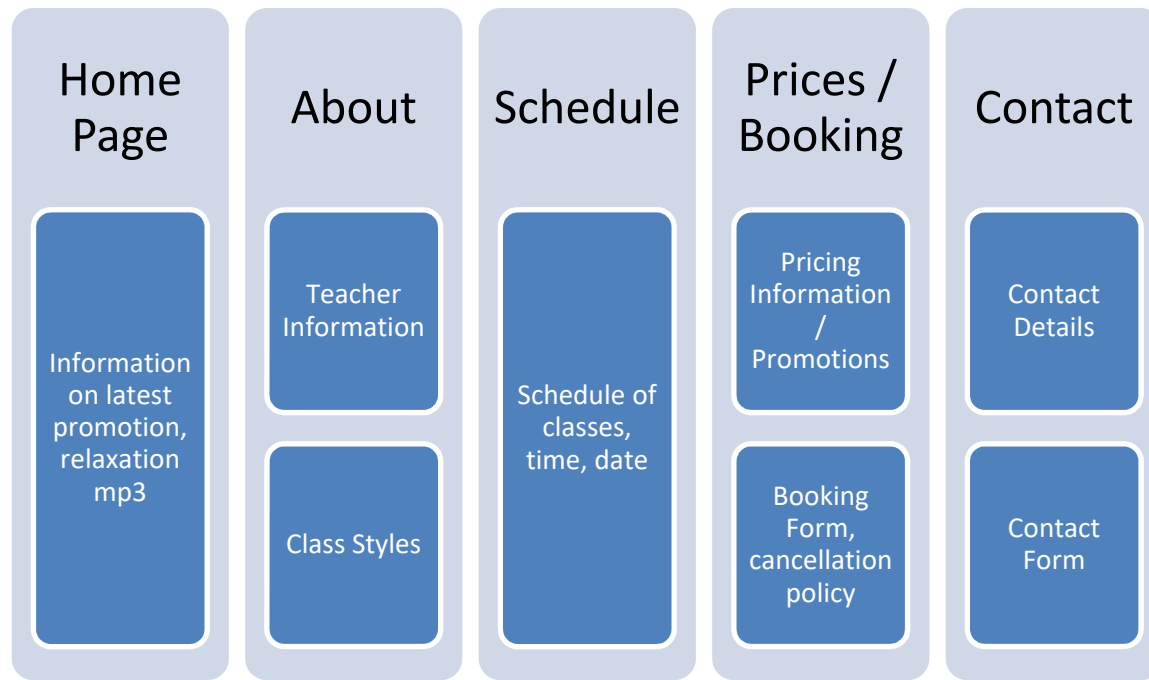 Home
Page
Information
on latest
promotion,
relaxation
mp3
About
Teacher
Information
Class Styles
Schedule
Schedule of
classes,
time, date
Prices /
Booking
Pricing
Information
/
Promotions
Booking
Form,
cancellation
policy
Contact
Contact
Details
Contact
Form